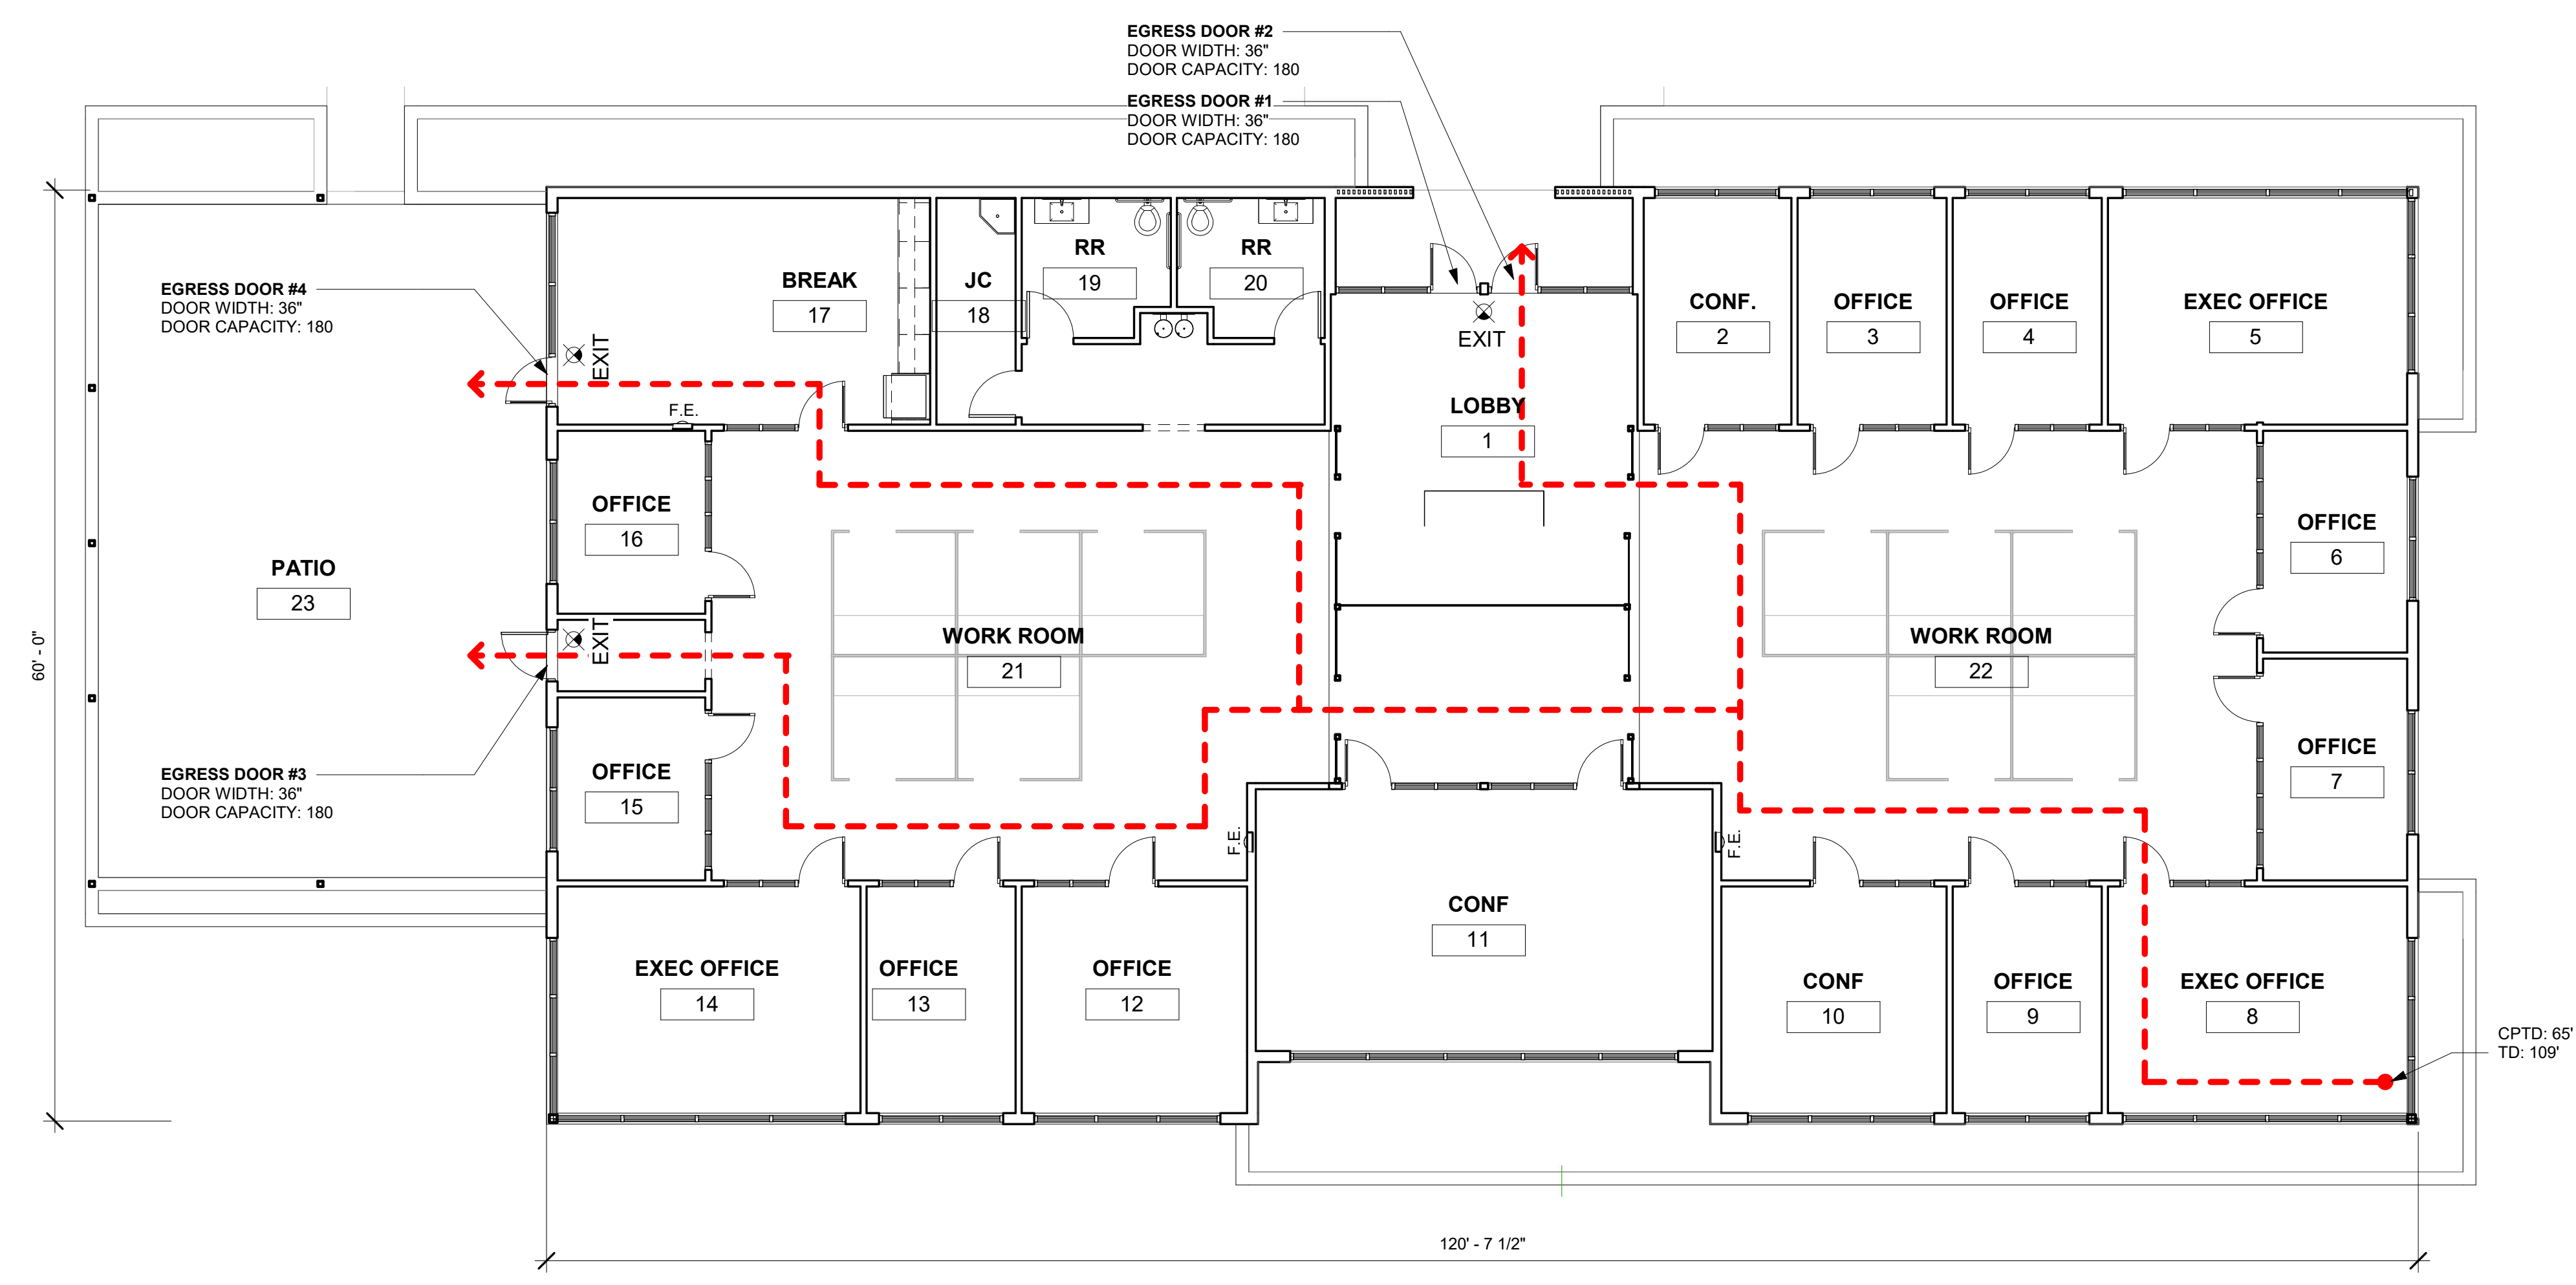 EGRESS DOOR #2
DOOR WIDTH: 36"
DOOR CAPACITY: 180
EGRESS DOOR #1
DOOR WIDTH: 36"
DOOR CAPACITY: 180
EGRESS DOOR #4
DOOR WIDTH: 36"
DOOR CAPACITY: 180
EXIT
F.E.
BREAK
17
JC
18
RR
19
RR
20
EXIT
LOBBY
1
CONF.
2
OFFICE
3
OFFICE
4
EXEC OFFICE
5
OFFICE
6
OFFICE
7
OFFICE
16
PATIO
23
EXIT
60' - 0"
WORK ROOM
21
WORK ROOM
22
EGRESS DOOR #3
DOOR WIDTH: 36"
DOOR CAPACITY: 180
OFFICE
15
F.E.
F.E.
EXEC OFFICE
14
OFFICE
13
OFFICE
12
CONF
11
CONF
10
OFFICE
9
EXEC OFFICE
8
CPTD: 65'
TD: 109'
120' - 7 1/2"